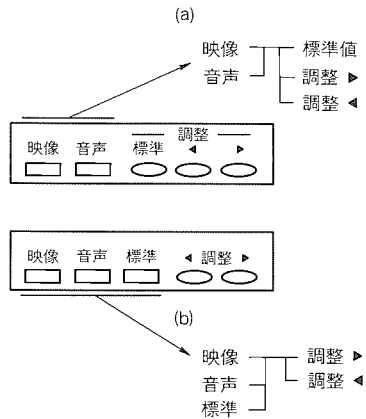 (a)
映像 標準値
音声 調整 ▶
調整 ◀
調整
映像 音声 標準 ◀ ▶
映像 音声 標準 ◀ 調整 ▶
(b)
映像 調整 ▶
音声 調整 ◀
標準